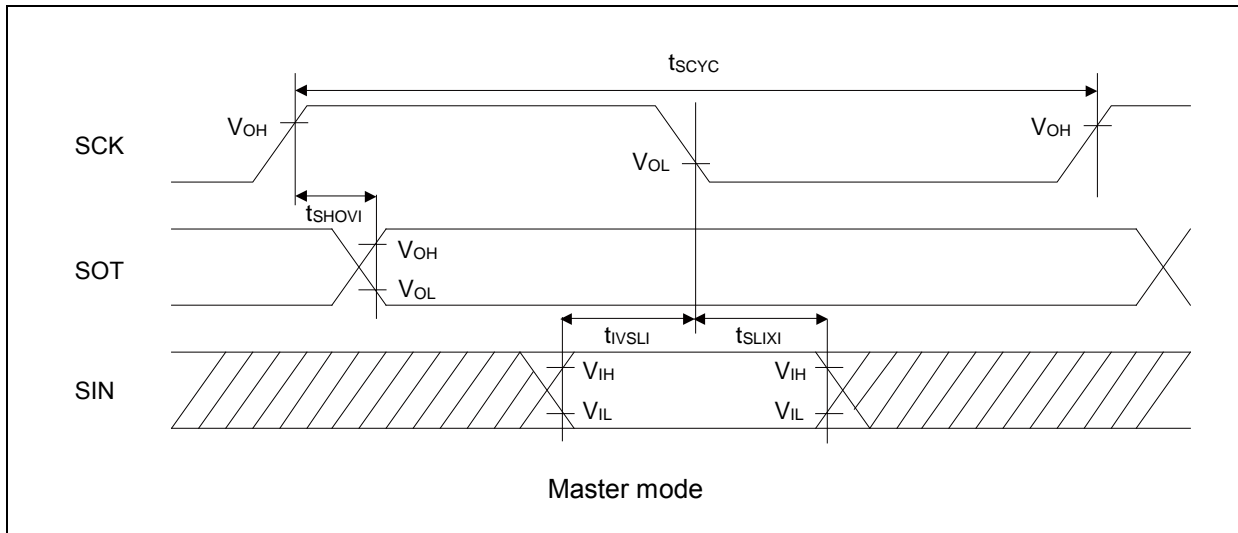 tSCYC
SCK
VOH
VOL
VOH
tSHOVI
SOT
VOH
VOL
tIVSLI
tSLIXI
SIN
VIH
VIH
VIL
VIL
Master mode